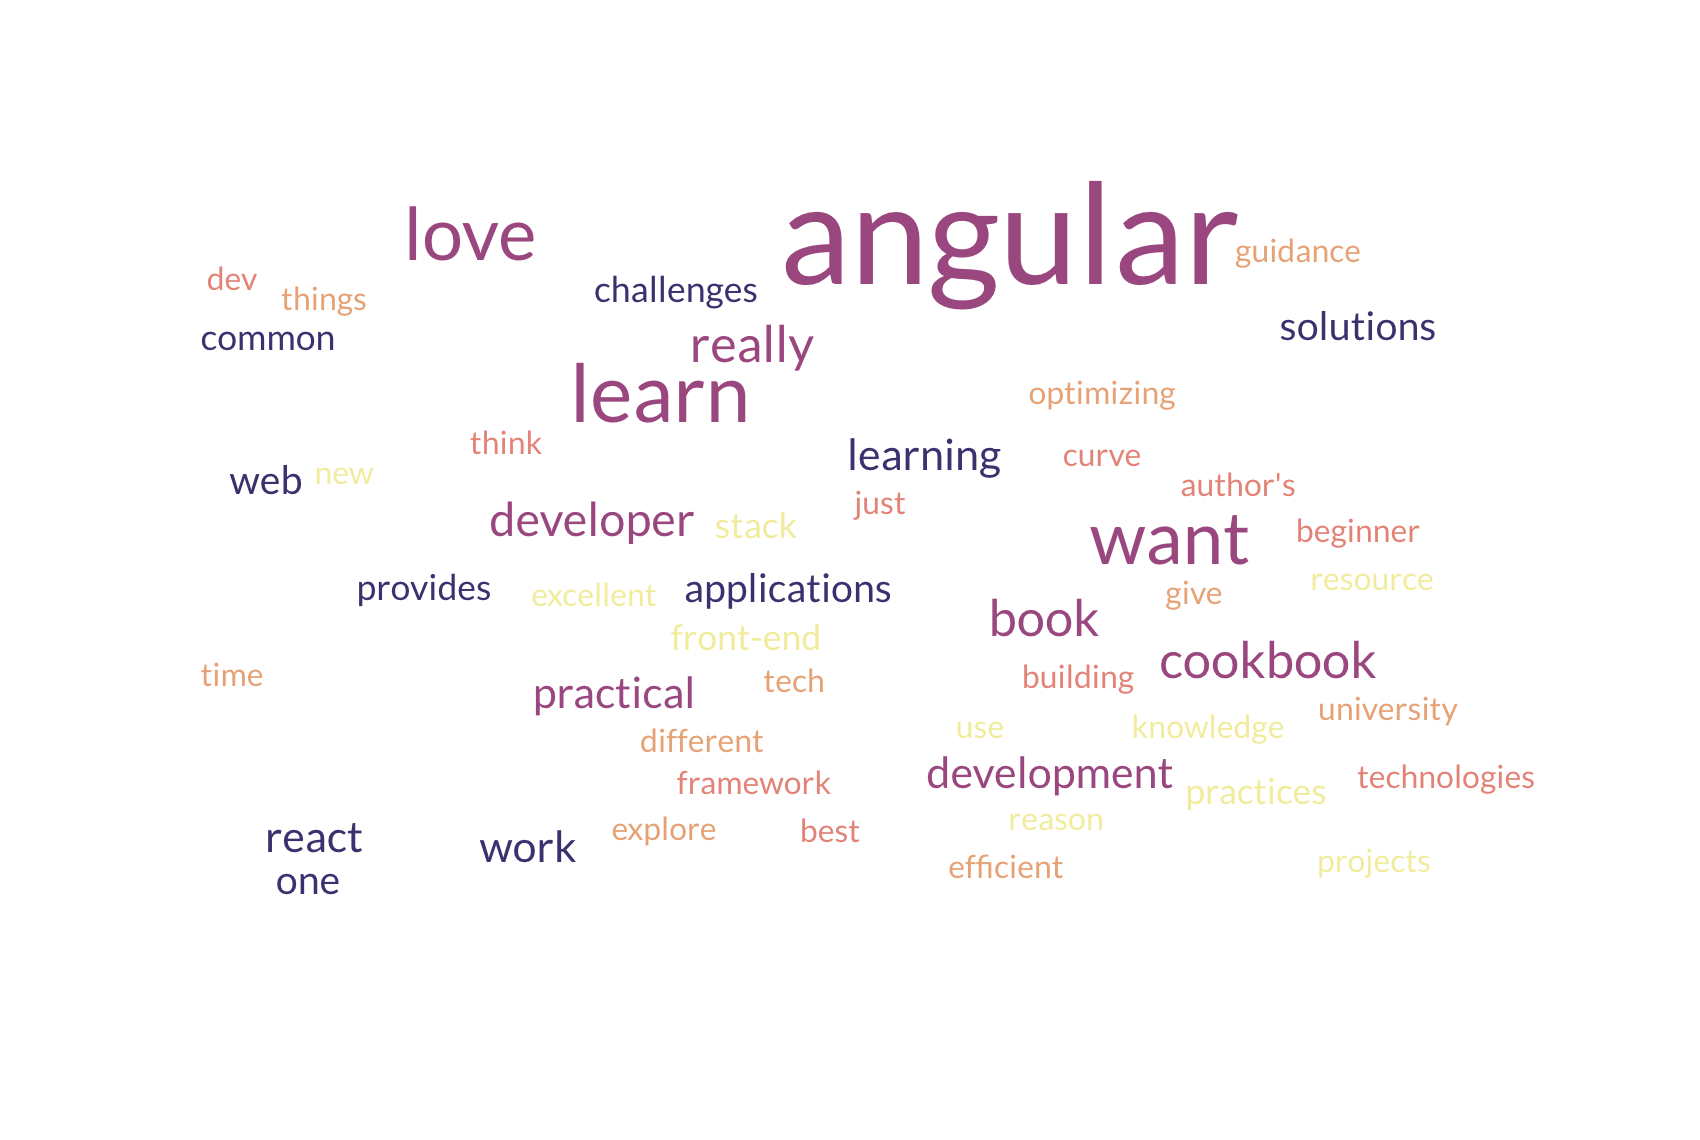 angular
love
guidance
dev
things
challenges
common
solutions
really
learn
optimizing
think
learning
curve
web
new
author's
just
developer
stack
want
beginner
provides
excellent
applications
give
resource
book
front-end
cookbook
time
practical
tech
building
university
different
use
knowledge
framework
development
practices
technologies
react
work
explore
best
reason
one
efficient
projects